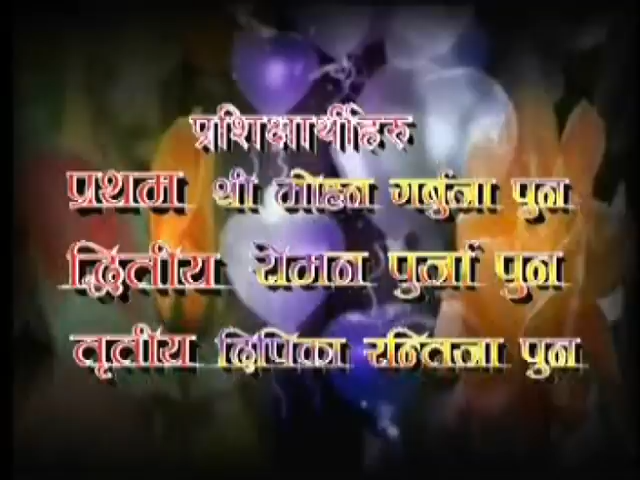 प्रशिक्षार्थीहरु
प्रथम श्री मोहन गर्बुजा पुन
द्वितीय रोमन पुर्जा पुन
तृतीय दिपिका रन्तिजा पुन